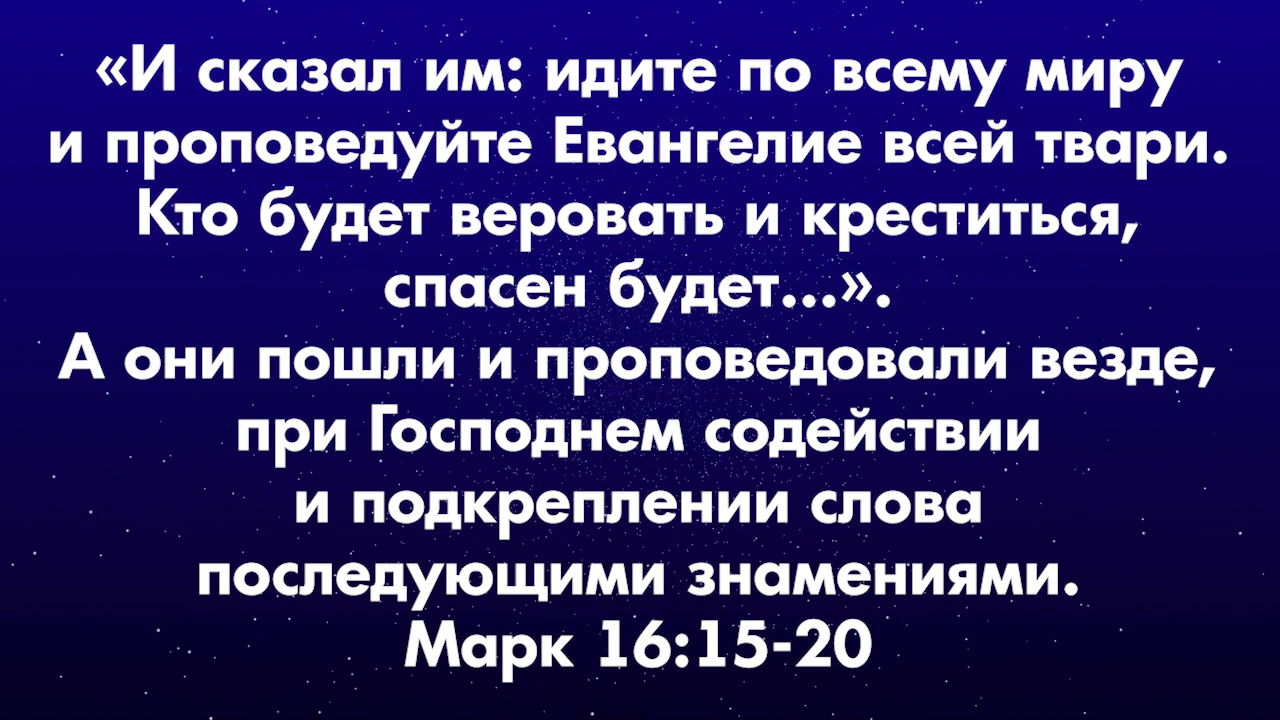 «И сказал им: идите по всему миру
и проповедуйте Евангелие всей твари.
Кто будет веровать и креститься,
спасен будет...».
А они пошли и проповедовали везде,
при Господнем содействии
и подкреплении слова
последующими знамениями.
Марк 16:15-20